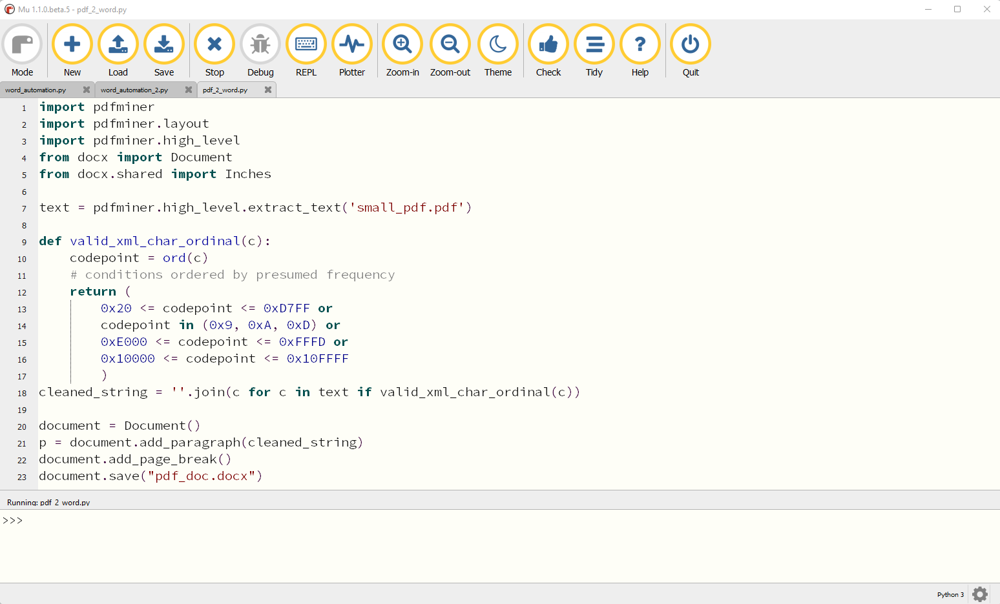 Mu 1.1.0.beta.5 - pdf_2_word.py
Mode New Load Save Stop Debug REPL Plotter Zoom-in Zoom-out Theme Check Tidy Help Quit
word_automation.py word_automation_2.py pdf_2_word.py
1 import pdfminer
2 import pdfminer.layout
3 import pdfminer.high_level
4 from docx import Document
5 from docx.shared import Inches
6
7 text = pdfminer.high_level.extract_text('small_pdf.pdf')
8
9 def valid_xml_char_ordinal(c):
10     codepoint = ord(c)
11     # conditions ordered by presumed frequency
12     return (
13         0x20 <= codepoint <= 0xD7FF or
14         codepoint in (0x9, 0xA, 0xD) or
15         0xE000 <= codepoint <= 0xFFFD or
16         0x10000 <= codepoint <= 0x10FFFF
17         )
18 cleaned_string = ''.join(c for c in text if valid_xml_char_ordinal(c))
19
20 document = Document()
21 p = document.add_paragraph(cleaned_string)
22 document.add_page_break()
23 document.save("pdf_doc.docx")
Running: pdf_2_word.py
>>>
Python 3